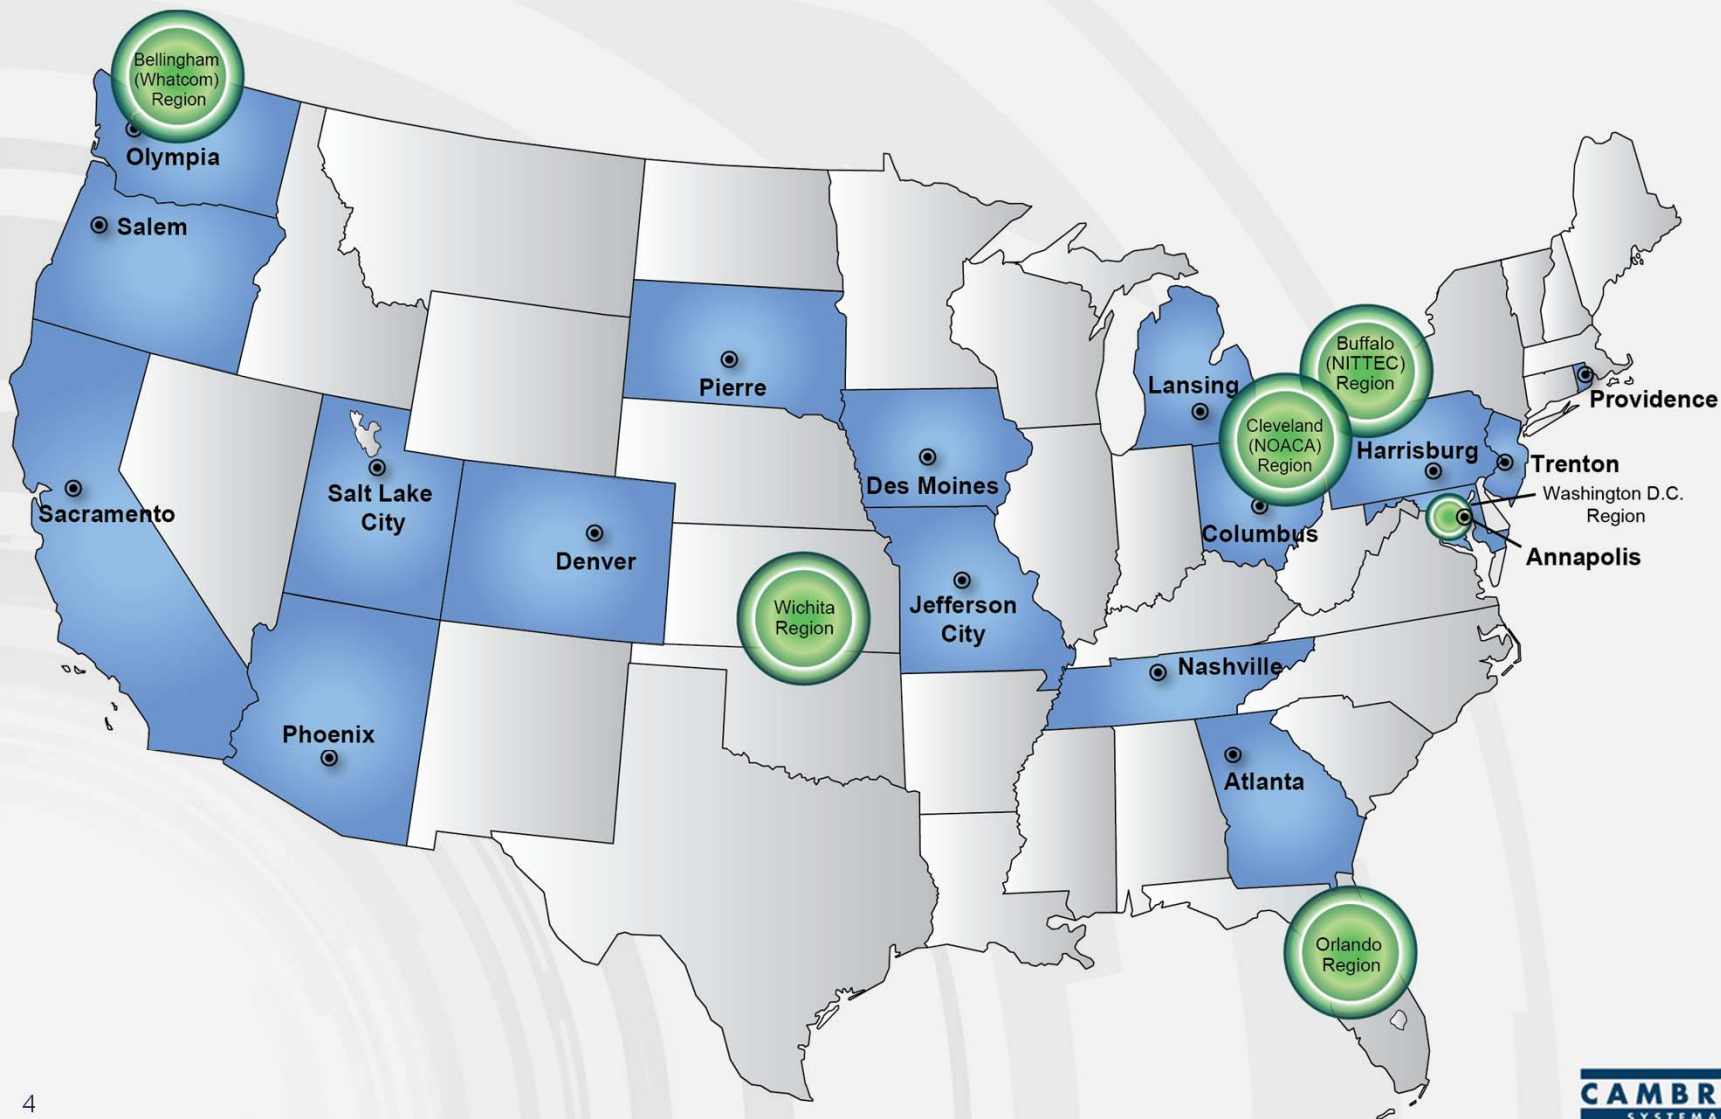 Bellingham
(Whatcom)
Region
Olympia
Salem
Pierre
Lansing
Buffalo
(NITTEC)
Region
Providence
Cleveland
(NOACA)
Region
Harrisburg
Trenton
Washington D.C.
Region
Sacramento
Salt Lake
City
Des Moines
Columbus
Annapolis
Denver
Wichita
Region
Jefferson
City
Nashville
Phoenix
Atlanta
Orlando
Region
4
CAMBR
SYSTEMA